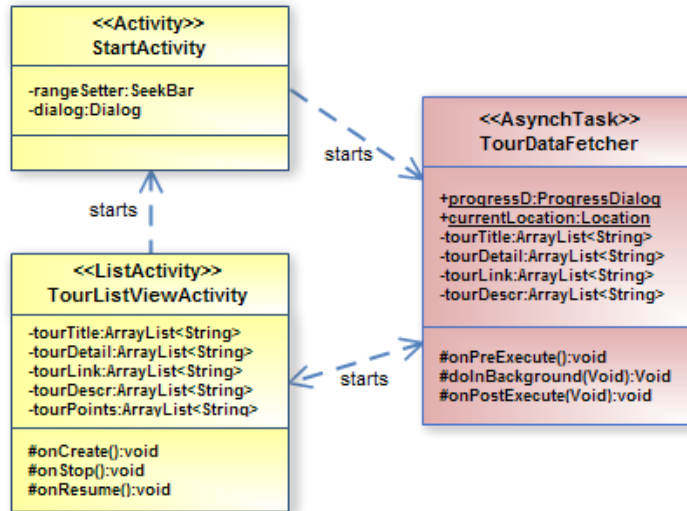 <<Activity>>
StartActivity
-rangeSetter:SeekBar
-dialog:Dialog
starts
starts
<<AsynchTask>>
TourDataFetcher
+progressD:ProgressDialog
+currentLocation:Location
-tourTitle:ArrayList<String>
-tourDetail:ArrayList<String>
-tourLink:ArrayList<String>
-tourDescr:ArrayList<String>
#onPreExecute():void
#doInBackground(Void):Void
#onPostExecute(Void):void
<<ListActivity>>
TourListViewActivity
-tourTitle:ArrayList<String>
-tourDetail:ArrayList<String>
-tourLink:ArrayList<String>
-tourDescr:ArrayList<String>
-tourPoints:ArrayList<String>
#onCreate():void
#onStop():void
#onResume():void
starts